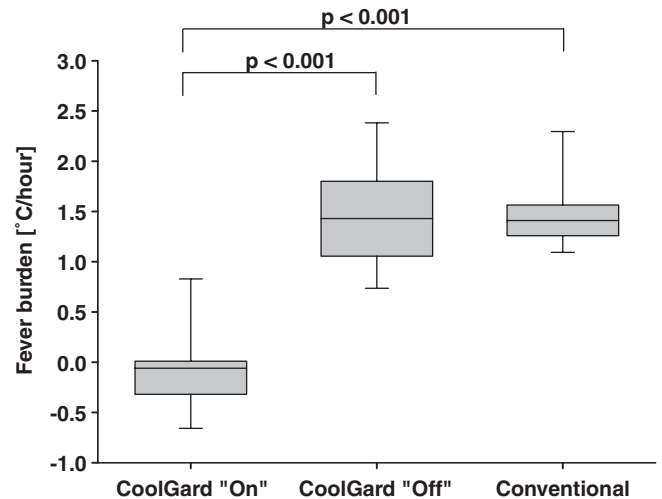 p < 0.001
p < 0.001
Fever burden [°C/hour]
3.0
2.5
2.0
1.5
1.0
0.5
0.0
-0.5
-1.0
CoolGard "On"
CoolGard "Off"
Conventional